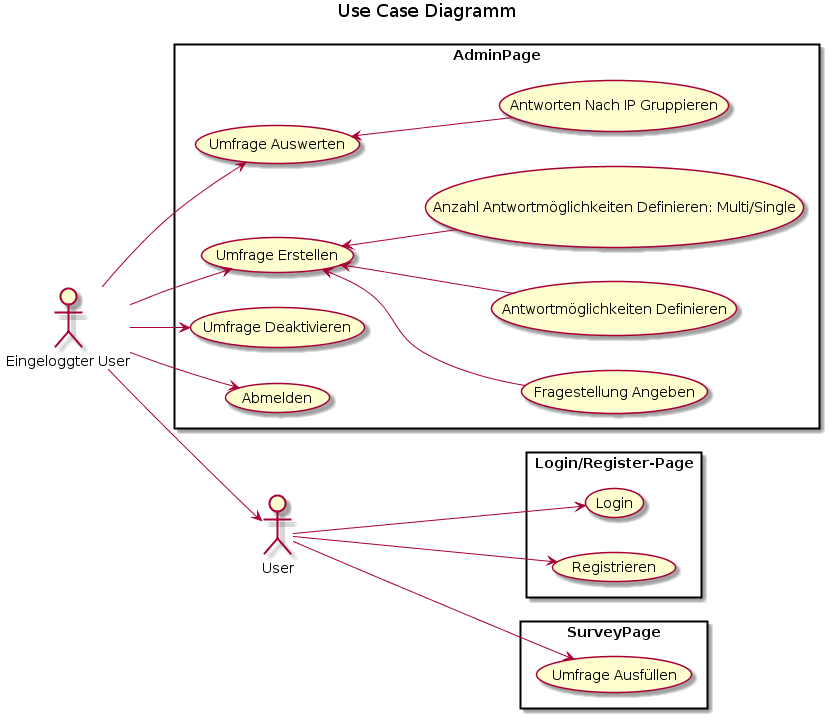 Use Case Diagramm
AdminPage
Antworten Nach IP Gruppieren
Umfrage Auswerten
Anzahl Antwortmöglichkeiten Definieren: Multi/Single
Umfrage Erstellen
Antwortmöglichkeiten Definieren
Umfrage Deaktivieren
Eingeloggter User
Fragestellung Angeben
Abmelden
Login/Register-Page
Login
User
Registrieren
SurveyPage
Umfrage Ausfüllen